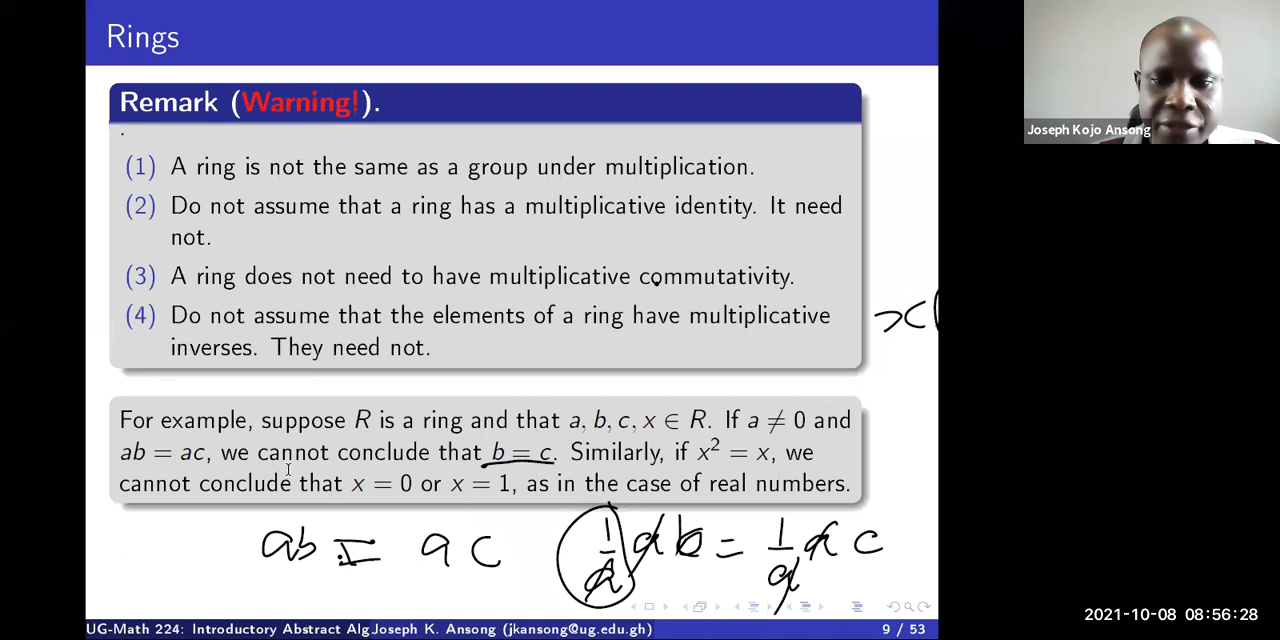 Rings
Remark (Warning!).
.
(1) A ring is not the same as a group under multiplication.
(2) Do not assume that a ring has a multiplicative identity. It need
not.
(3) A ring does not need to have multiplicative commutativity.
(4) Do not assume that the elements of a ring have multiplicative
inverses. They need not.
For example, suppose R is a ring and that a, b, c, x ∈ R. If a ≠ 0 and
ab = ac, we cannot conclude that b = c. Similarly, if x² = x, we
cannot conclude that x = 0 or x = 1, as in the case of real numbers.
ab = ac
1/a ab = 1/a a c
UG-Math 224: Introductory Abstract Alg Joseph K. Ansong (jkansong@ug.edu.gh)
9 / 53
Joseph Kojo Ansong
2021-10-08 08:56:28